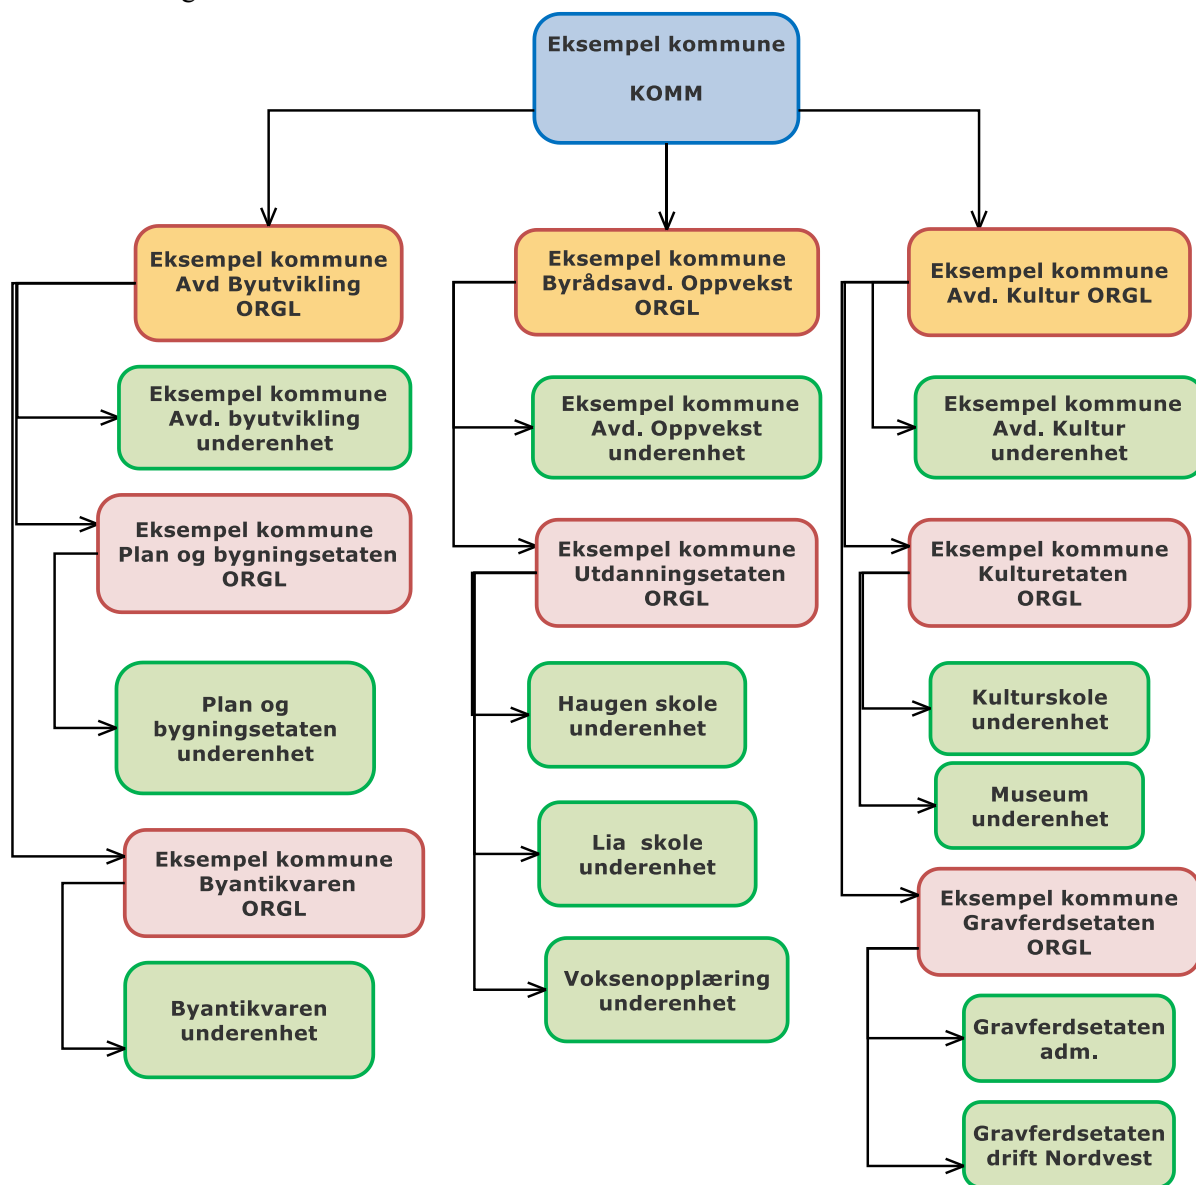 Eksempel kommune
KOMM
Eksempel kommune
Avd Byutvikling
ORGL
Eksempel kommune
Avd. byutvikling
underenhet
Eksempel kommune
Plan og bygningsetaten
ORGL
Plan og
bygningsetaten
underenhet
Eksempel kommune
Byantikvaren
ORGL
Byantikvaren
underenhet
Eksempel kommune
Byrådsavd. Oppvekst
ORGL
Eksempel kommune
Avd. Oppvekst
underenhet
Eksempel kommune
Utdanningsetaten
ORGL
Haugen skole
underenhet
Lia skole
underenhet
Voksenopplæring
underenhet
Eksempel kommune
Avd. Kultur ORGL
Eksempel kommune
Avd. Kultur
underenhet
Eksempel kommune
Kulturetaten
ORGL
Kulturskole
underenhet
Museum
underenhet
Eksempel kommune
Gravferdsetaten
ORGL
Gravferdsetaten
adm.
Gravferdsetaten
drift Nordvest